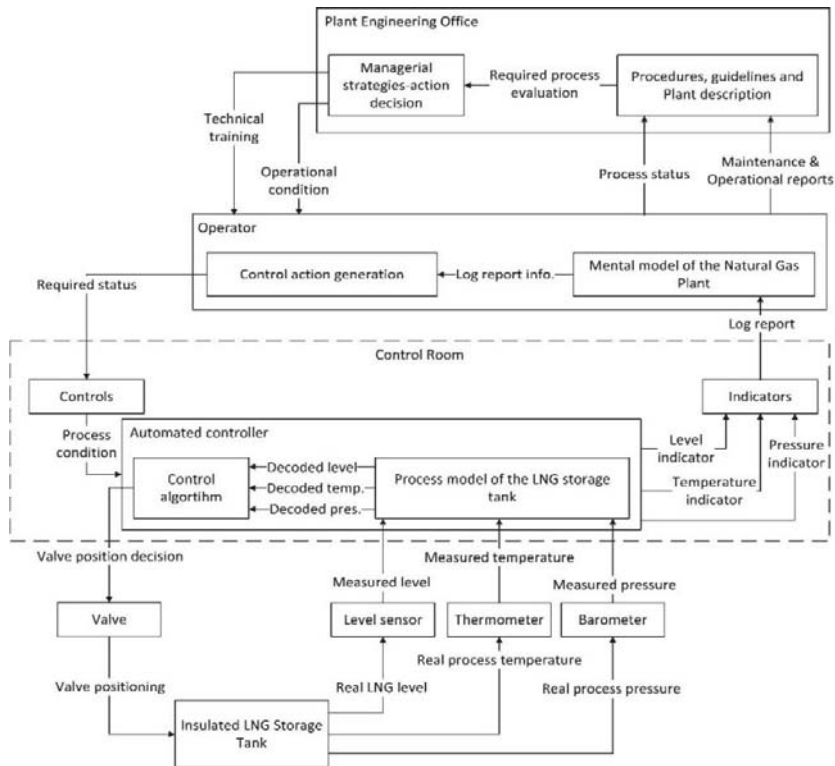 Plant Engineering Office
Managerial
strategies-action
decision
Required process
evaluation
Procedures, guidelines and
Plant description
Technical
training
Operational
condition
Process status
Maintenance &
Operational reports
Operator
Control action generation
Log report info.
Mental model of the Natural Gas
Plant
Required status
Log report
Control Room
Controls
Indicators
Process
condition
Automated controller
Level
indicator
Pressure
indicator
Control
algortihm
Decoded level
Decoded temp.
Decoded pres.
Process model of the LNG storage
tank
Temperature
indicator
Valve position decision
Measured temperature
Measured level
Measured pressure
Valve
Level sensor
Thermometer
Barometer
Valve positioning
Real process temperature
Real LNG level
Real process pressure
Insulated LNG Storage
Tank